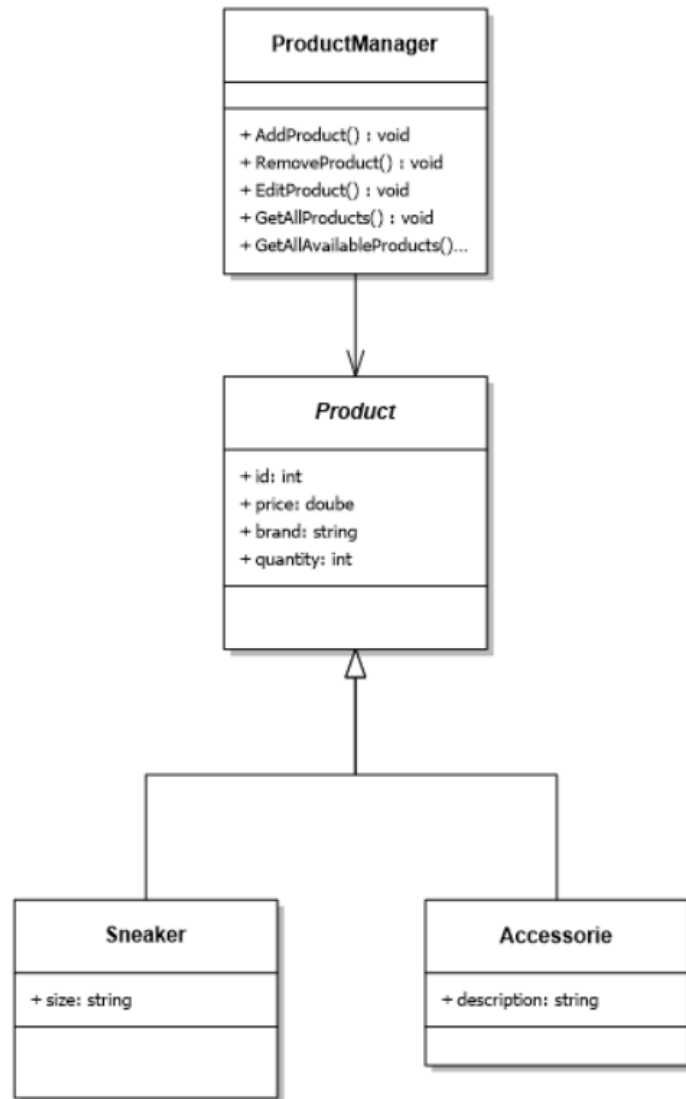 ProductManager
+ AddProduct() : void
+ RemoveProduct() : void
+ EditProduct() : void
+ GetAllProducts() : void
+ GetAllAvailableProducts()...
Product
+ id: int
+ price: doube
+ brand: string
+ quantity: int
Sneaker
+ size: string
Accessorie
+ description: string